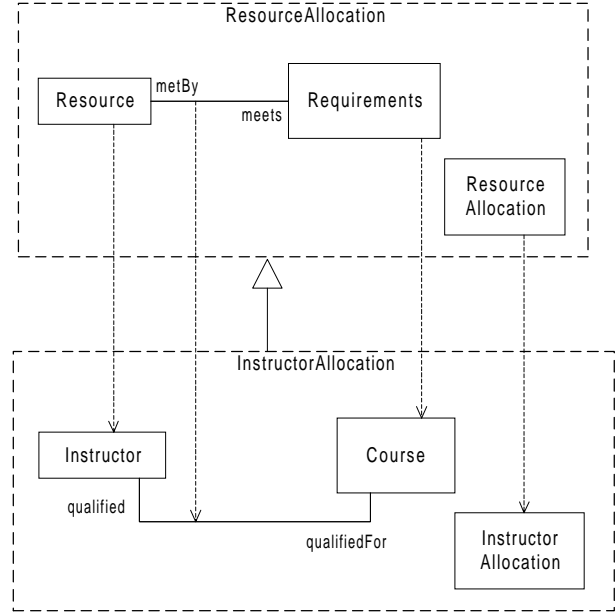 ResourceAllocation
metBy
Resource
Requirements
meets
Resource
Allocation
InstructorAllocation
Instructor
Course
qualified
qualifiedFor
Instructor
Allocation